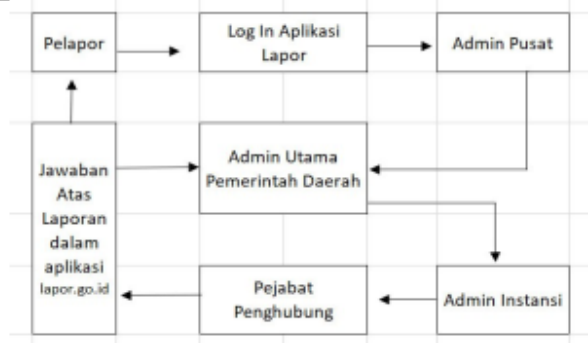 Pelapor
Log In Aplikasi
Lapor
Admin Pusat
Jawaban
Atas
Laporan
dalam
aplikasi
lapor.go.id
Admin Utama
Pemerintah Daerah
Pejabat
Penghubung
Admin Instansi